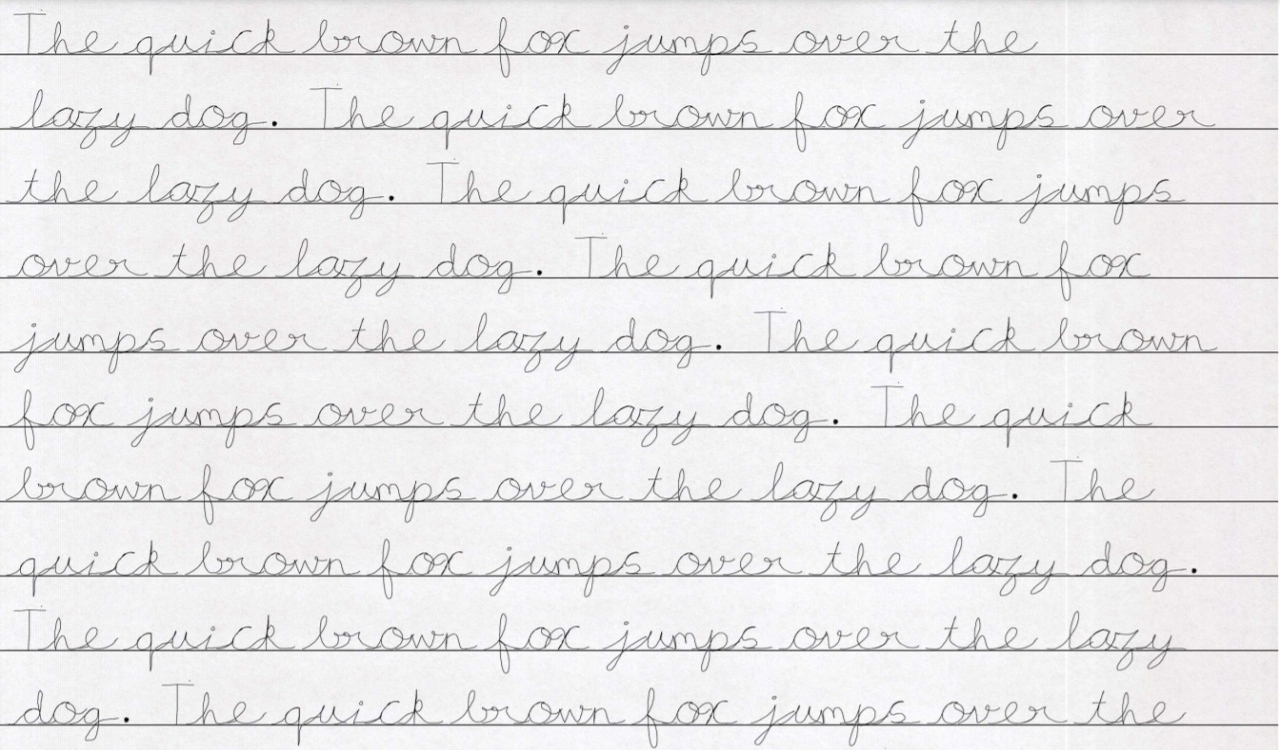 The quick brown fox jumps over the
lazy dog. The quick brown fox jumps over
the lazy dog. The quick brown fox jumps
over the lazy dog. The quick brown fox
jumps over the lazy dog. The quick brown
fox jumps over the lazy dog. The quick
brown fox jumps over the lazy dog. The
quick brown fox jumps over the lazy dog.
The quick brown fox jumps over the lazy
dog. The quick brown fox jumps over the